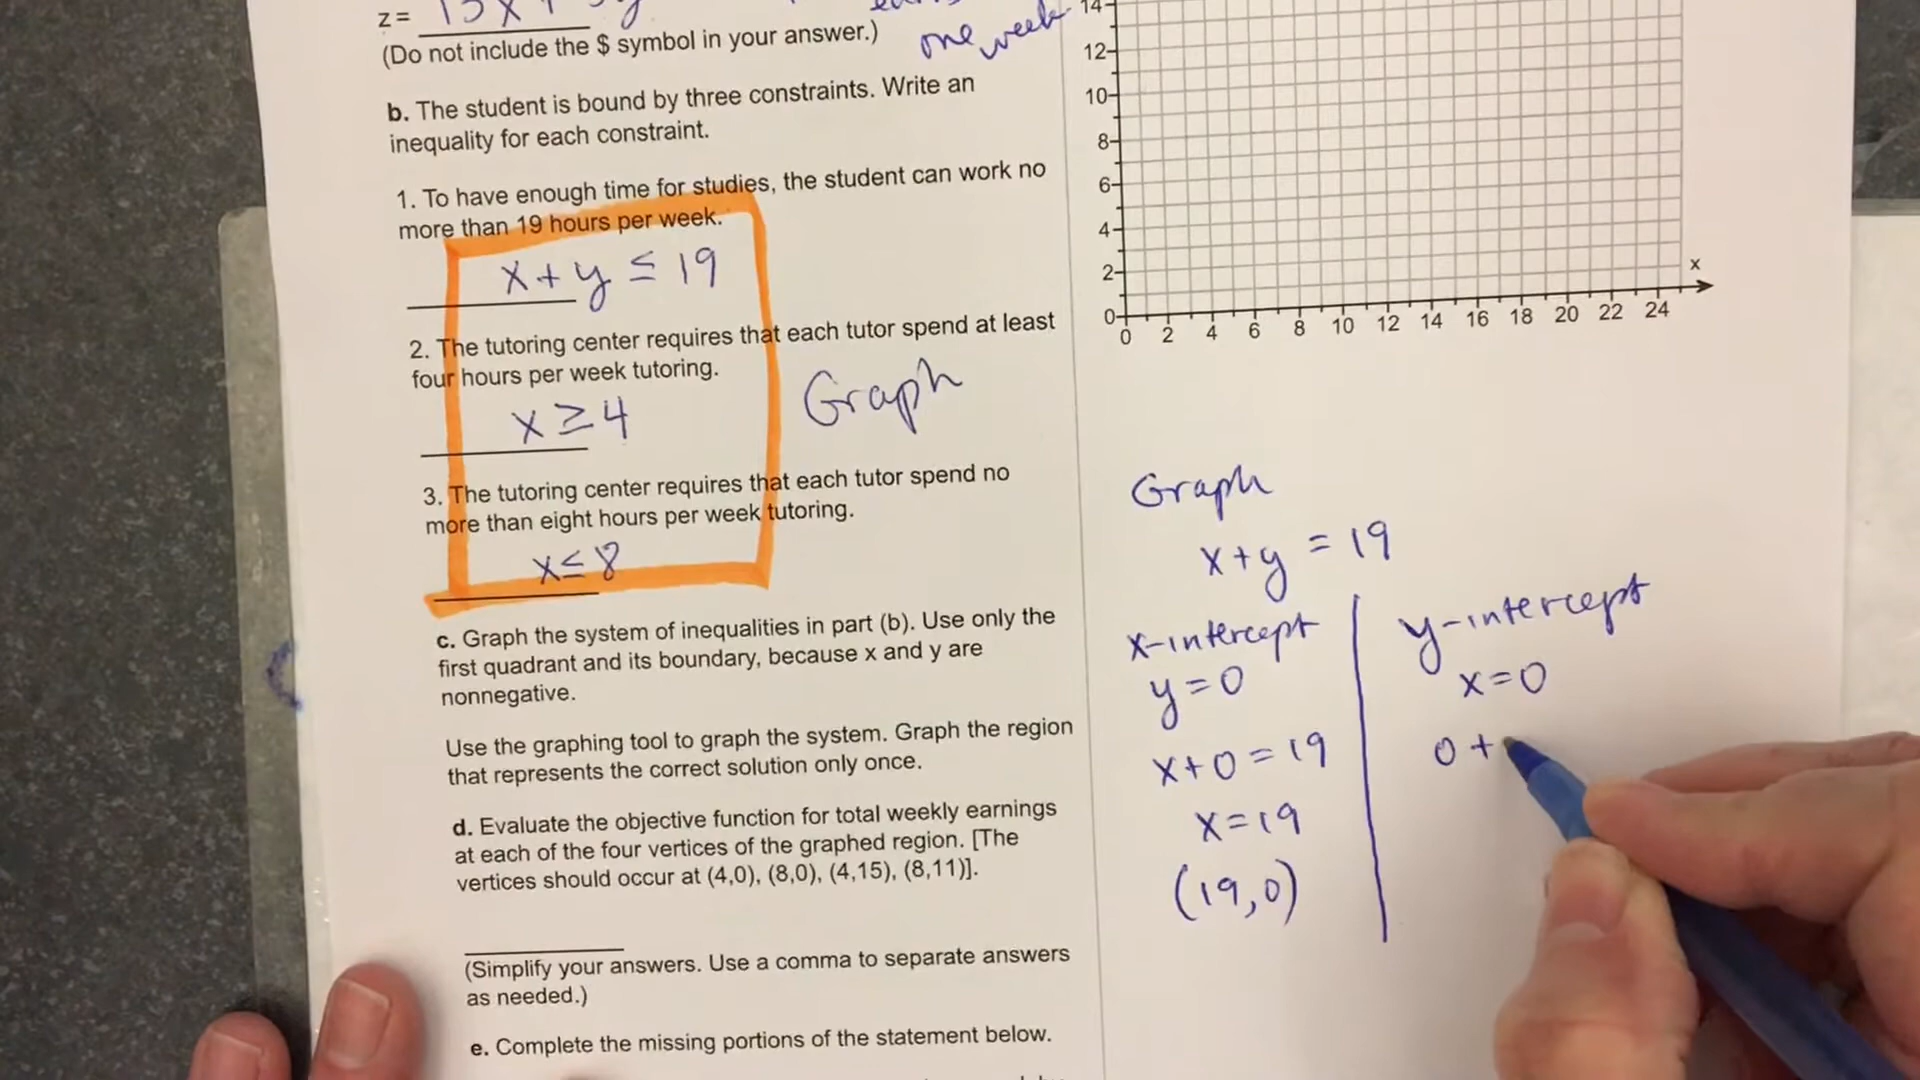 z =
(Do not include the $ symbol in your answer.)
one week
b. The student is bound by three constraints. Write an
inequality for each constraint.
1. To have enough time for studies, the student can work no
more than 19 hours per week.
x + y ≤ 19
2. The tutoring center requires that each tutor spend at least
four hours per week tutoring.
x ≥ 4
Graph
3. The tutoring center requires that each tutor spend no
more than eight hours per week tutoring.
x ≤ 8
c. Graph the system of inequalities in part (b). Use only the
first quadrant and its boundary, because x and y are
nonnegative.
Use the graphing tool to graph the system. Graph the region
that represents the correct solution only once.
d. Evaluate the objective function for total weekly earnings
at each of the four vertices of the graphed region. [The
vertices should occur at (4,0), (8,0), (4,15), (8,11)].
(Simplify your answers. Use a comma to separate answers
as needed.)
e. Complete the missing portions of the statement below.
14
12
10
8
6
4
2
0
x
0 2 4 6 8 10 12 14 16 18 20 22 24
Graph
x + y = 19
x-intercept
y = 0
x + 0 = 19
x = 19
(19,0)
y-intercept
x = 0
0 +